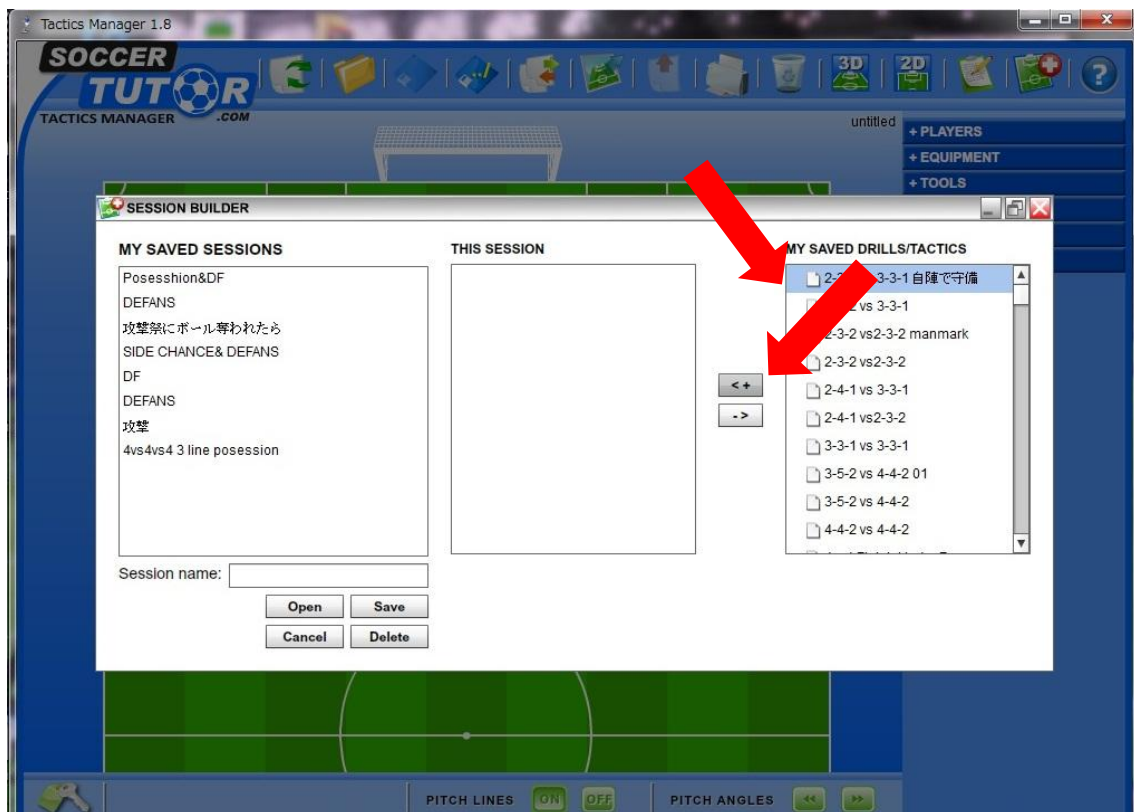 Tactics Manager 1.8
SOCCER
TUTOR
.COM
TACTICS MANAGER
3D
2D
?
untitled
+ PLAYERS
+ EQUIPMENT
+ TOOLS
SESSION BUILDER
MY SAVED SESSIONS
Posesshion&DF
DEFANS
攻撃祭にボール奪われたら
SIDE CHANCE& DEFANS
DF
DEFANS
攻撃
4vs4vs4 3 line posession
Session name:
Open
Save
Cancel
Delete
THIS SESSION
< +
- >
MY SAVED DRILLS/TACTICS
3-3-1 自陣で守備
vs 3-3-1
2-3-2 vs2-3-2 manmark
2-3-2 vs2-3-2
2-4-1 vs 3-3-1
2-4-1 vs2-3-2
3-3-1 vs 3-3-1
3-5-2 vs 4-4-2 01
3-5-2 vs 4-4-2
4-4-2 vs 4-4-2
PITCH LINES
ON
OFF
PITCH ANGLES